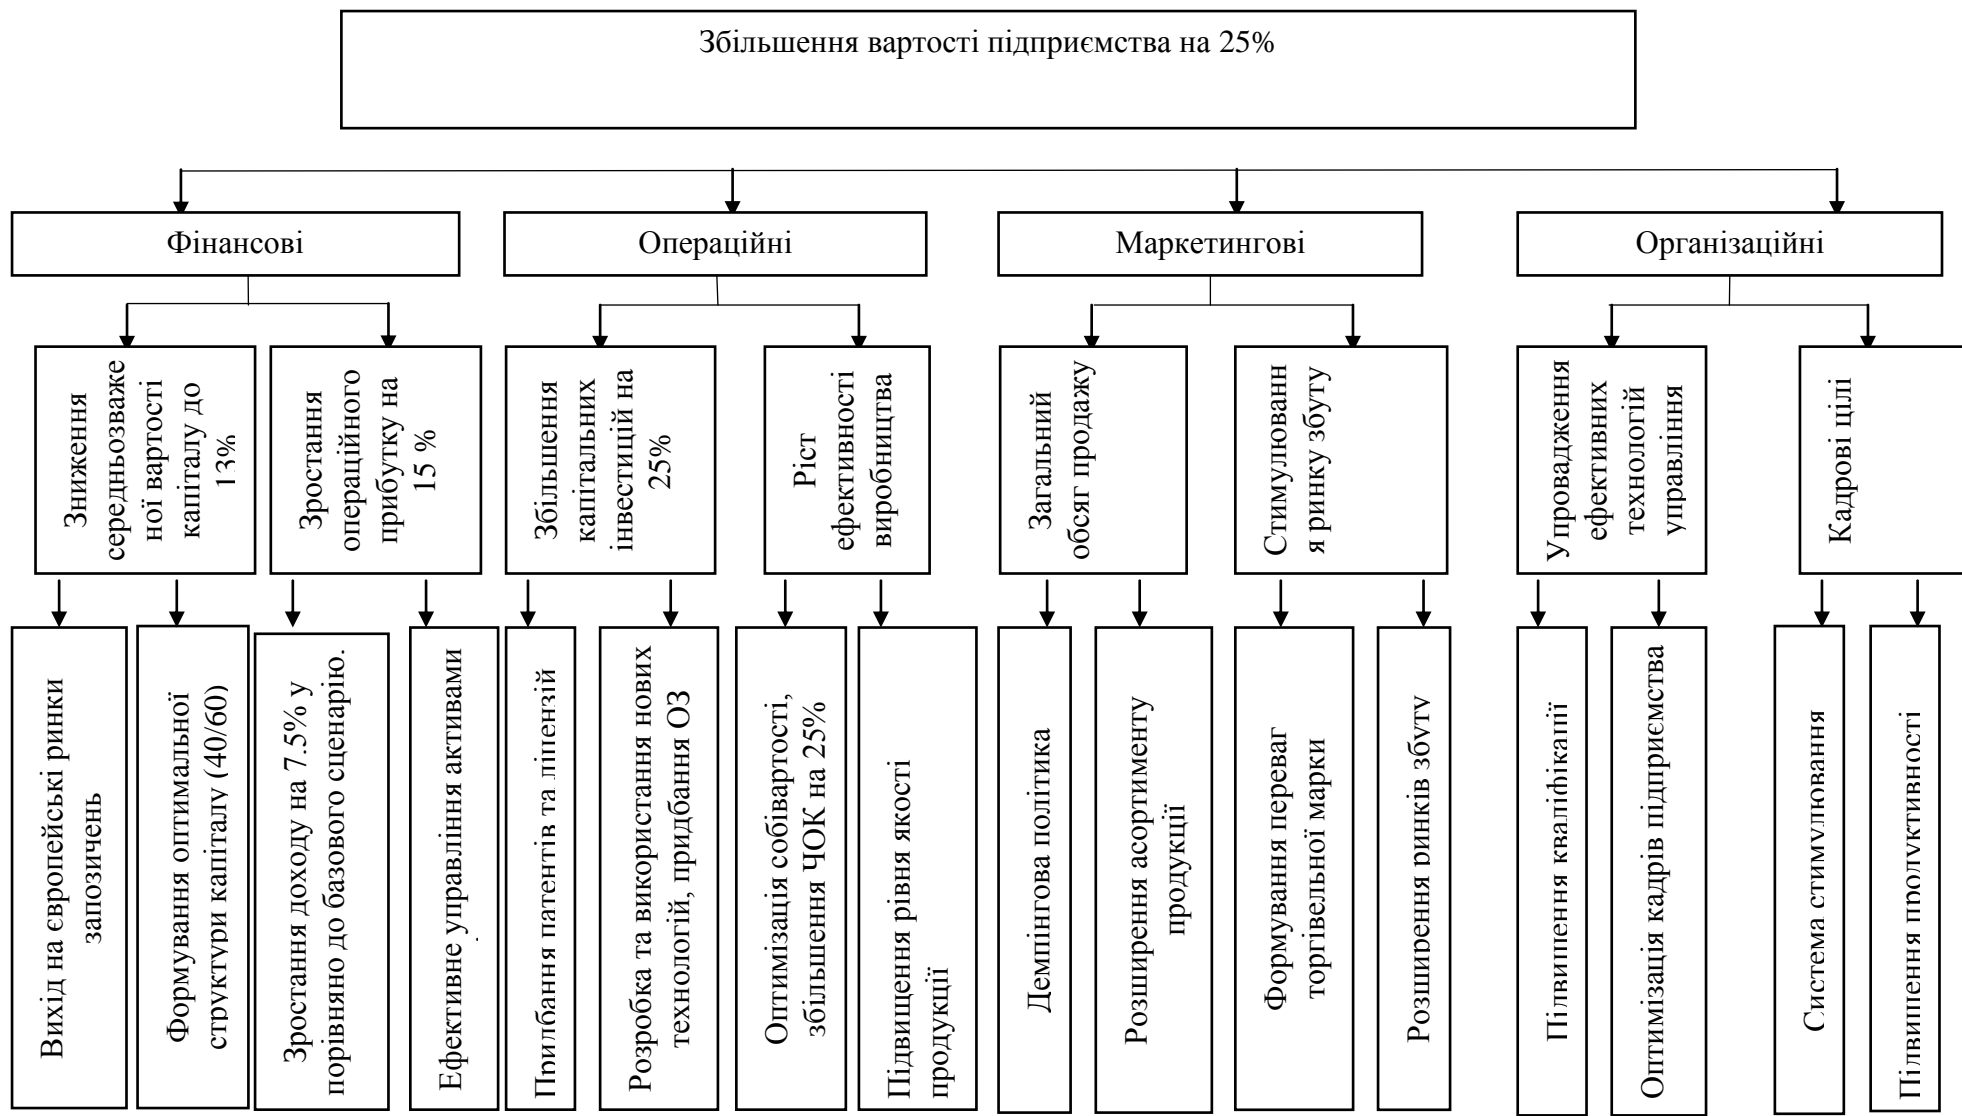 Збільшення вартості підприємства на 25%
Фінансові
Операційні
Маркетингові
Організаційні
Зниження
середньозваже
ної вартості
капіталу до
13%
Зростання
операційного
прибутку на
15 %
Збільшення
капітальних
інвестицій на
25%
Ріст
ефективності
виробництва
Загальний
обсяг продажу
Стимулюванн
я ринку збуту
Упровадження
ефективних
технологій
управління
Кадрові цілі
Вихід на європейські ринки
запозичень
Формування оптимальної
структури капіталу (40/60)
Зростання доходу на 7.5% у
порівняно до базового сценарію.
Ефективне управління активами
Придбання патентів та ліцензій
Розробка та використання нових
технологій, придбання ОЗ
Оптимізація собівартості,
збільшення ЧОК на 25%
Підвищення рівня якості
продукції
Демпінгова політика
Розширення асортименту
продукції
Формування переваг
торгівельної марки
Розширення ринків збуту
Підвищення кваліфікації
Оптимізація кадрів підприємства
Система стимулювання
Підвищення продуктивності